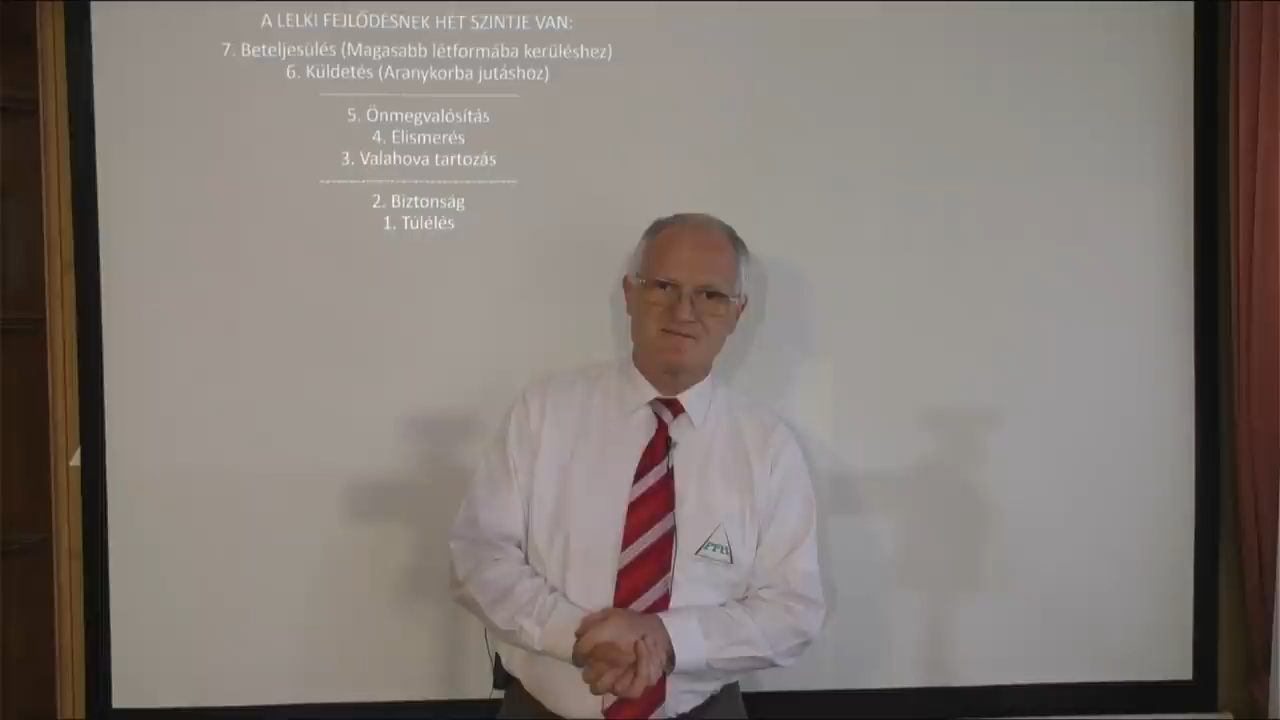 A LELKI FEJLŐDÉSNEK HÉT SZINTJE VAN:
7. Beteljesülés (Magasabb létformába kerüléshez)
6. Küldetés (Aranykorba jutáshoz)
5. Önmegvalósítás
4. Elismerés
3. Valahova tartozás
2. Biztonság
1. Túlélés